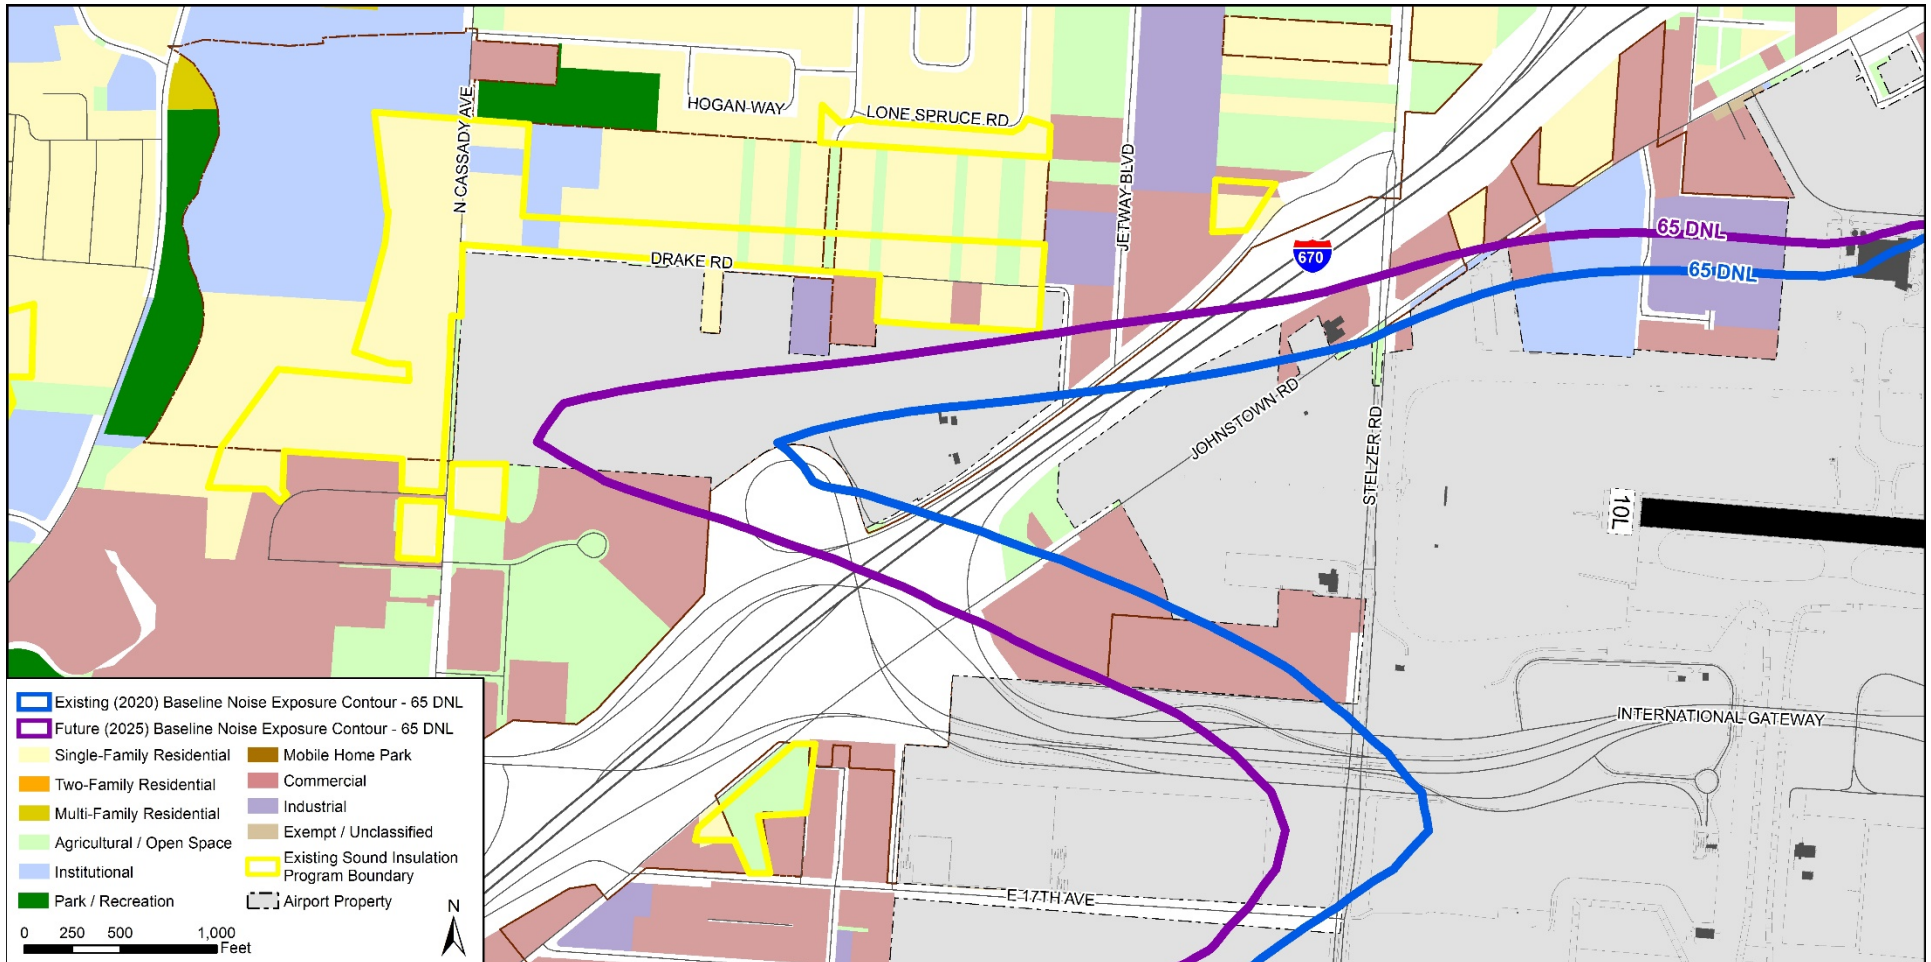 HOGAN WAY
LONE SPRUCE RD
N CASSADY AVE
JETWAY BLVD
DRAKE RD
670
65 DNL
65 DNL
JOHNSTOWN RD
STELZER RD
10L
INTERNATIONAL GATEWAY
E 17TH AVE
Existing (2020) Baseline Noise Exposure Contour - 65 DNL
Future (2025) Baseline Noise Exposure Contour - 65 DNL
Single-Family Residential
Two-Family Residential
Multi-Family Residential
Agricultural / Open Space
Institutional
Park / Recreation
Mobile Home Park
Commercial
Industrial
Exempt / Unclassified
Existing Sound Insulation
Program Boundary
Airport Property
0 250 500 1,000
Feet
N